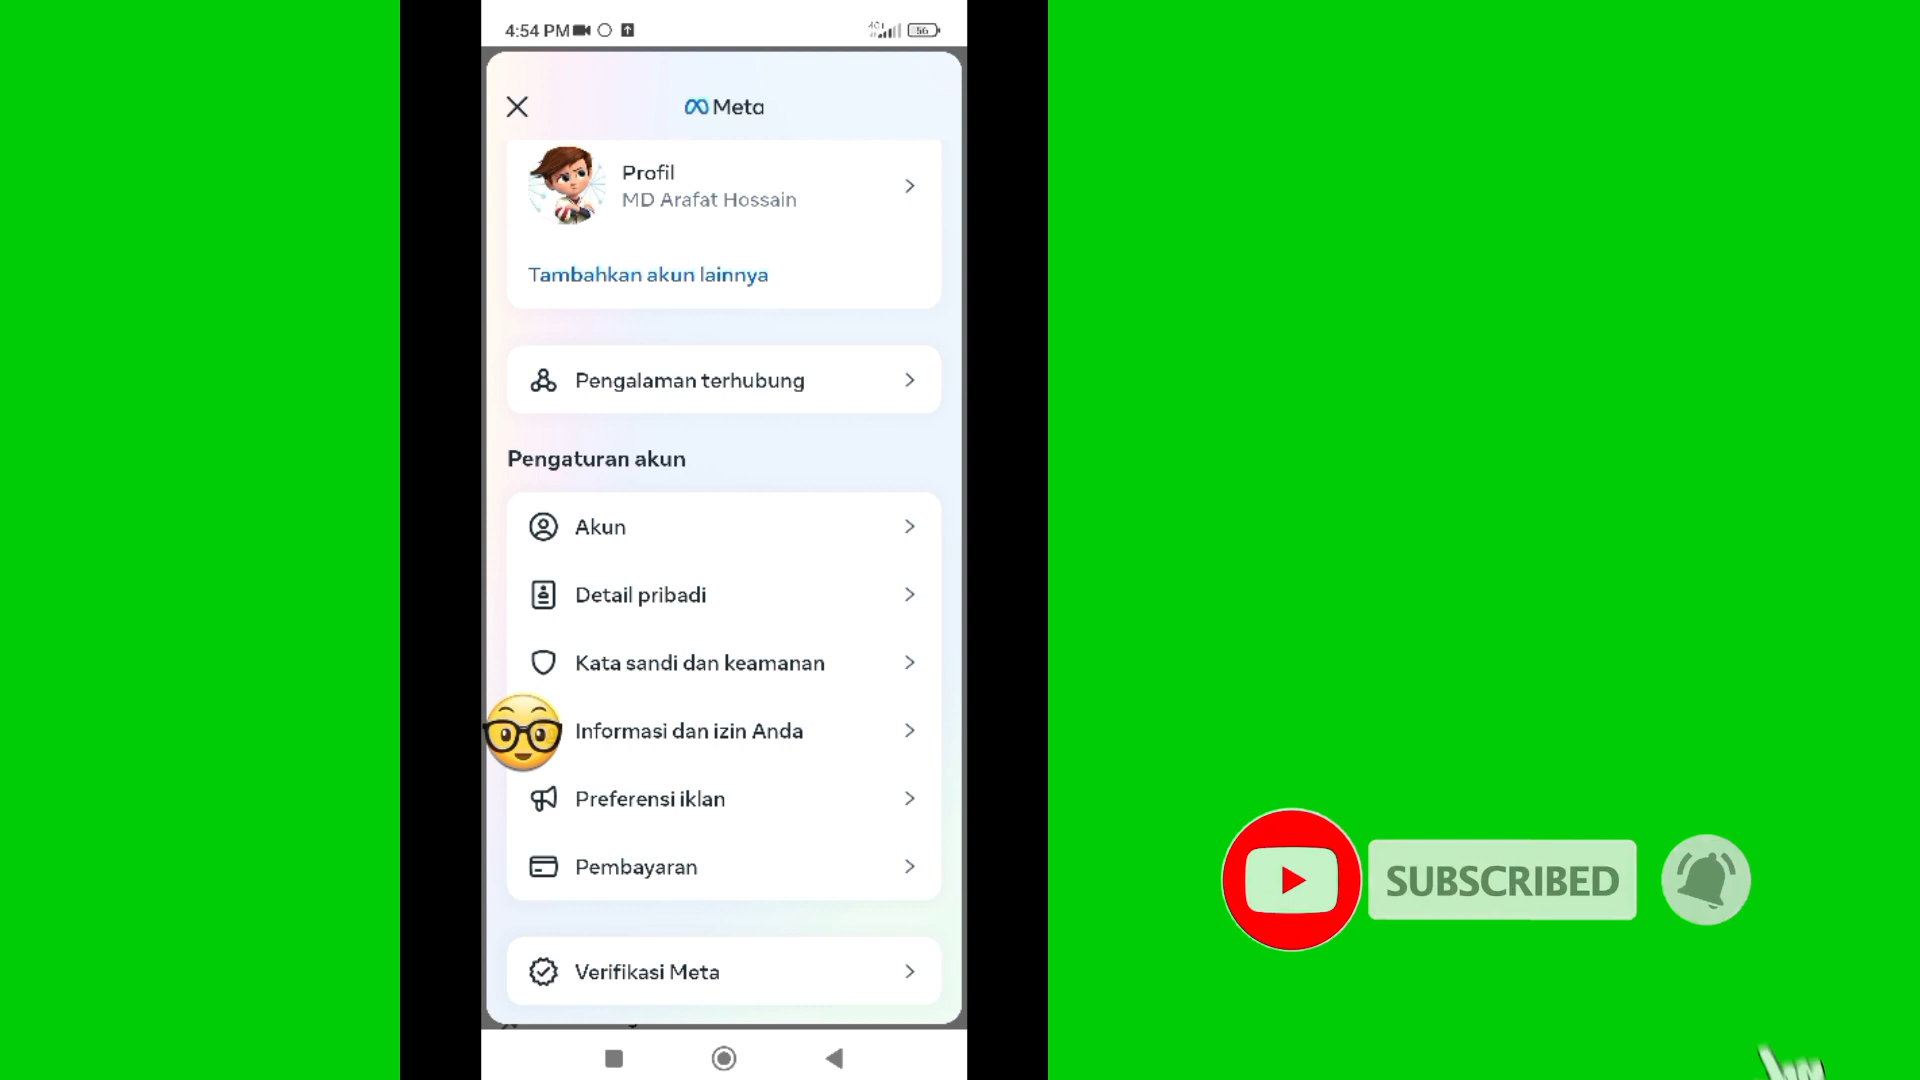 4:54 PM
56
Meta
Profil
MD Arafat Hossain
Tambahkan akun lainnya
Pengalaman terhubung
Pengaturan akun
Akun
Detail pribadi
Kata sandi dan keamanan
Informasi dan izin Anda
Preferensi iklan
Pembayaran
Verifikasi Meta
SUBSCRIBED